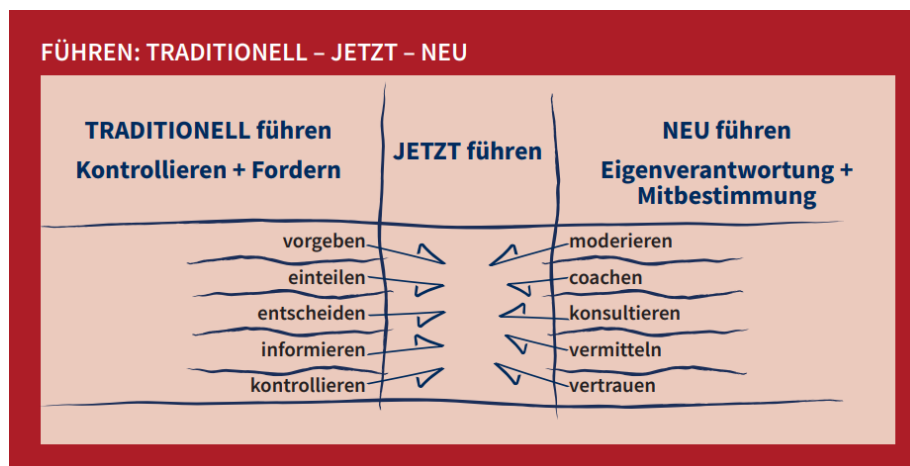 FÜHREN: TRADITIONELL – JETZT – NEU
TRADITIONELL führen
Kontrollieren + Fordern
JETZT führen
NEU führen
Eigenverantwortung +
Mitbestimmung
vorgeben
moderieren
einteilen
coachen
entscheiden
konsultieren
informieren
vermitteln
kontrollieren
vertrauen